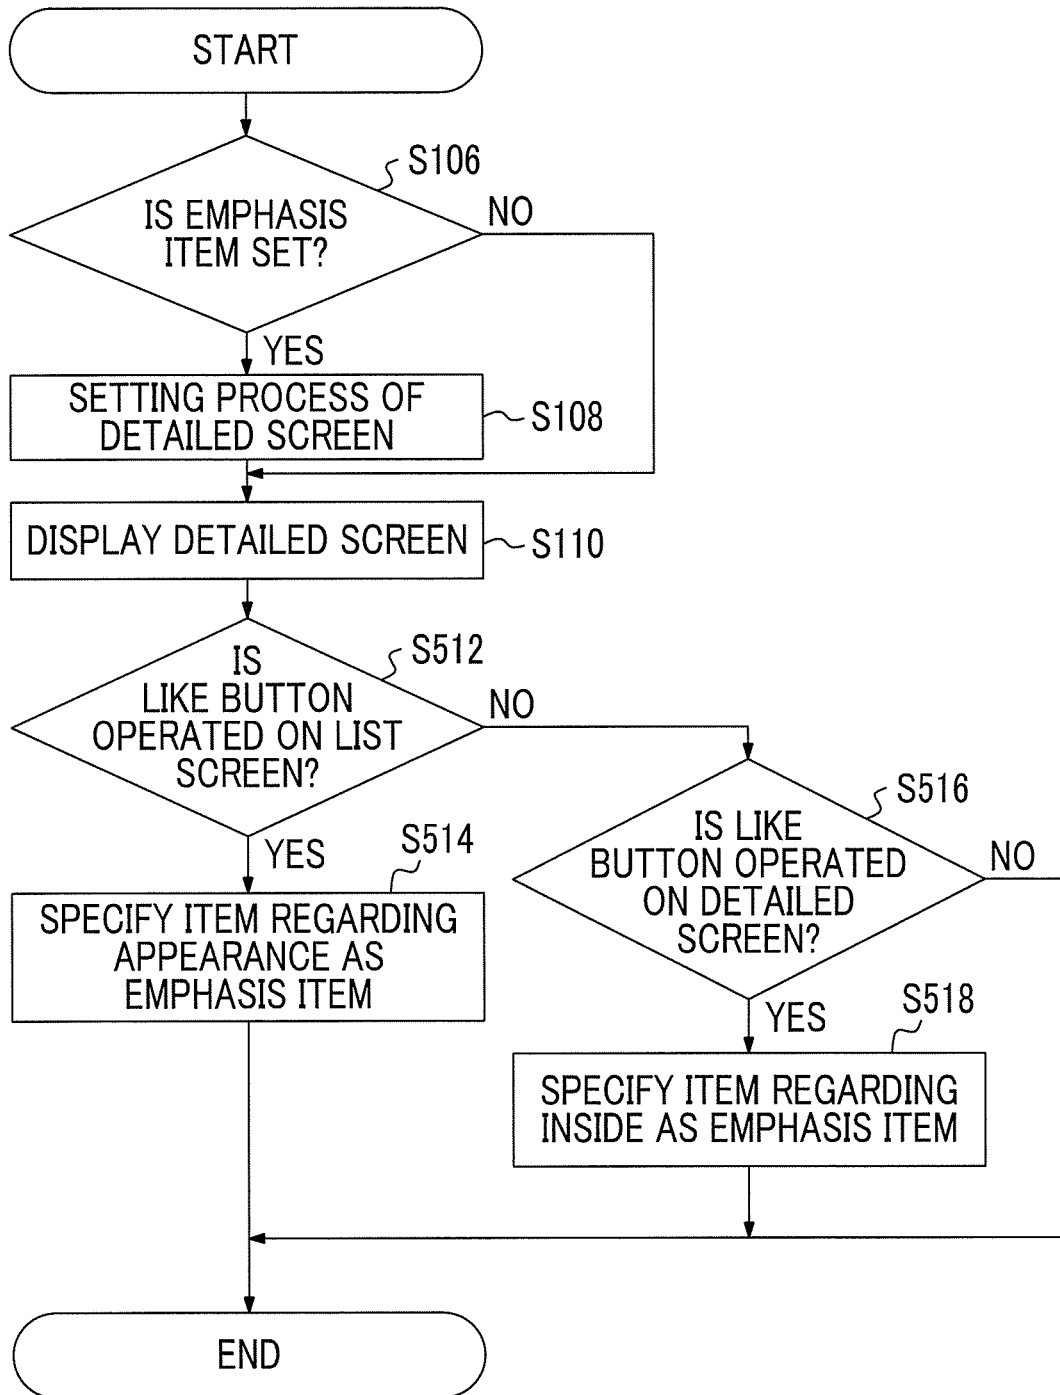 START
S106
IS EMPHASIS
ITEM SET?
NO
YES
SETTING PROCESS OF
DETAILED SCREEN
S108
DISPLAY DETAILED SCREEN
S110
S512
IS
LIKE BUTTON
OPERATED ON LIST
SCREEN?
NO
YES
S514
SPECIFY ITEM REGARDING
APPEARANCE AS
EMPHASIS ITEM
S516
IS LIKE
BUTTON OPERATED
ON DETAILED
SCREEN?
NO
YES
S518
SPECIFY ITEM REGARDING
INSIDE AS EMPHASIS ITEM
END